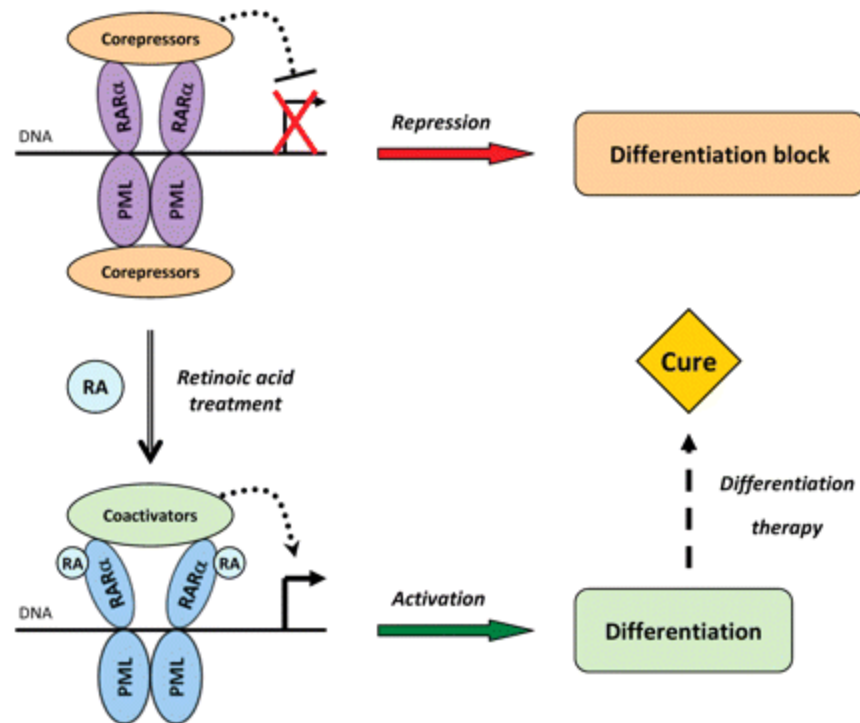 Corepressors
RARα
RARα
DNA
Repression
Differentiation block
PML
PML
Corepressors
RA
Retinoic acid
treatment
Cure
Coactivators
Differentiation
therapy
RA
RA
RARα
RARα
DNA
Activation
Differentiation
PML
PML